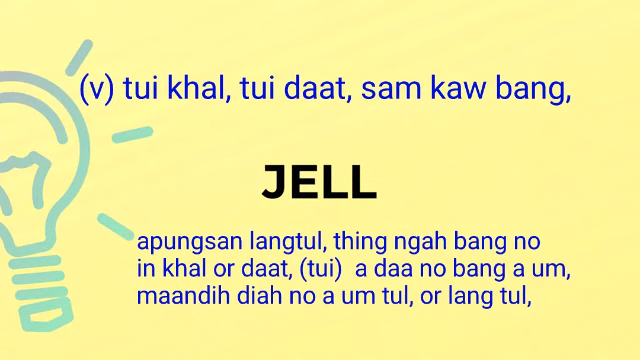 (v) tui khal, tui daat, sam kaw bang,
JELL
apungsan langtul, thing ngah bang no
in khal or daat, (tui)  a daa no bang a um,
maandih diah no a um tul, or lang tul,